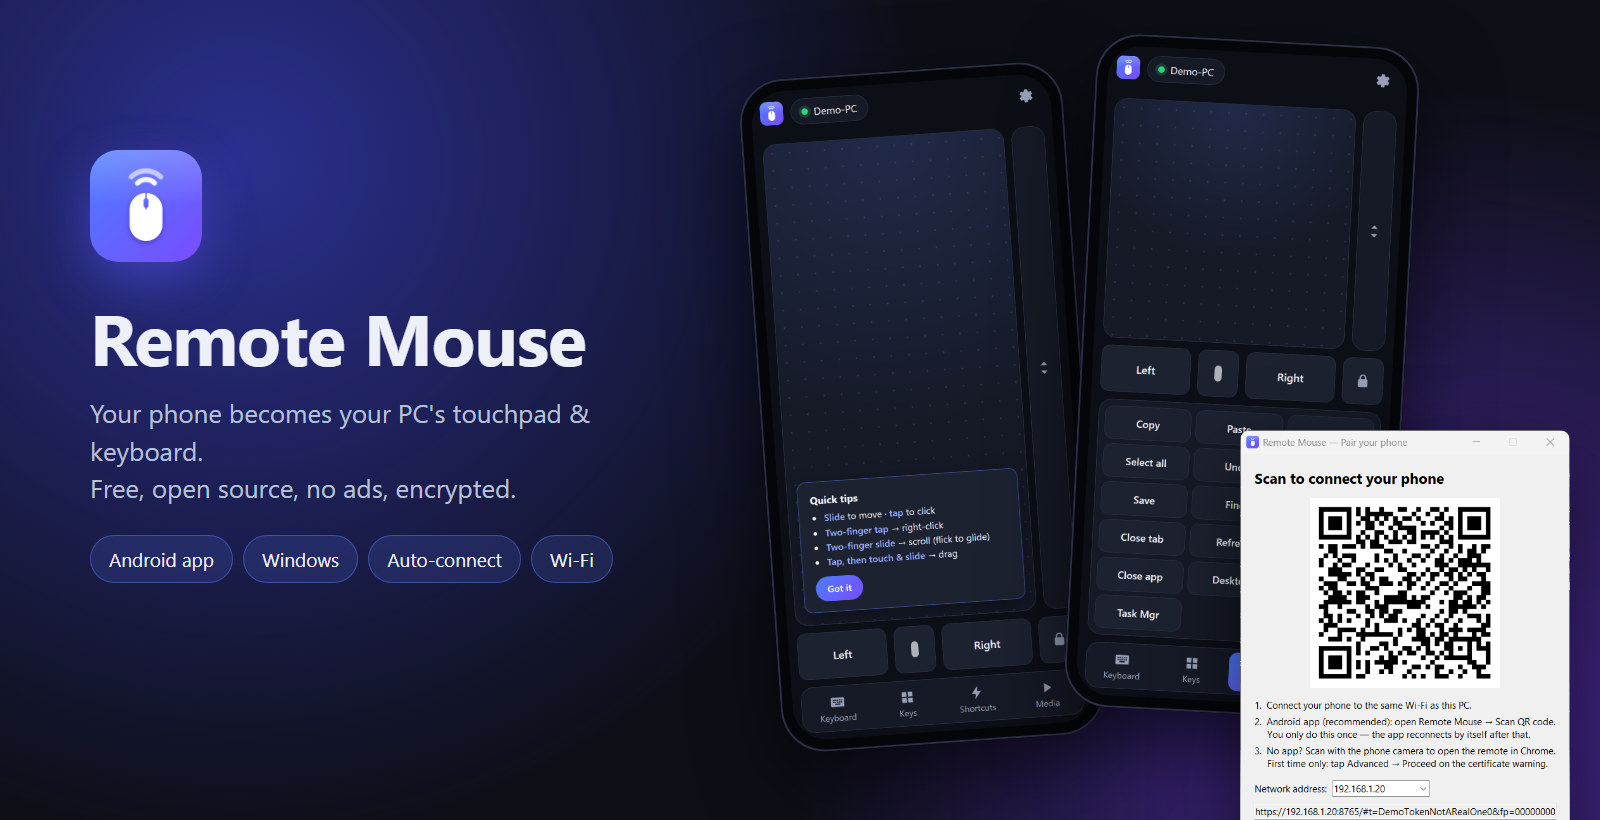 Remote Mouse
Your phone becomes your PC's touchpad &
keyboard.
Free, open source, no ads, encrypted.
Android app
Windows
Auto-connect
Wi-Fi
Demo-PC
Quick tips
Slide to move · tap to click
Two-finger tap → right-click
Two-finger slide → scroll (flick to glide)
Tap, then touch & slide → drag
Got it
Left
Right
Keyboard
Keys
Shortcuts
Media
Demo-PC
Left
Right
Copy
Paste
Select all
Save
Close tab
Close app
Task Mgr
Keyboard
Keys
Remote Mouse — Pair your phone
Scan to connect your phone
1. Connect your phone to the same Wi-Fi as this PC.
2. Android app (recommended): open Remote Mouse → Scan QR code.
You only do this once — the app reconnects by itself after that.
3. No app? Scan with the phone camera to open the remote in Chrome.
First time only: tap Advanced → Proceed on the certificate warning.
Network address: 192.168.1.20
https://192.168.1.20:8765/#t=DemoTokenNotARealOne0&fp=00000000